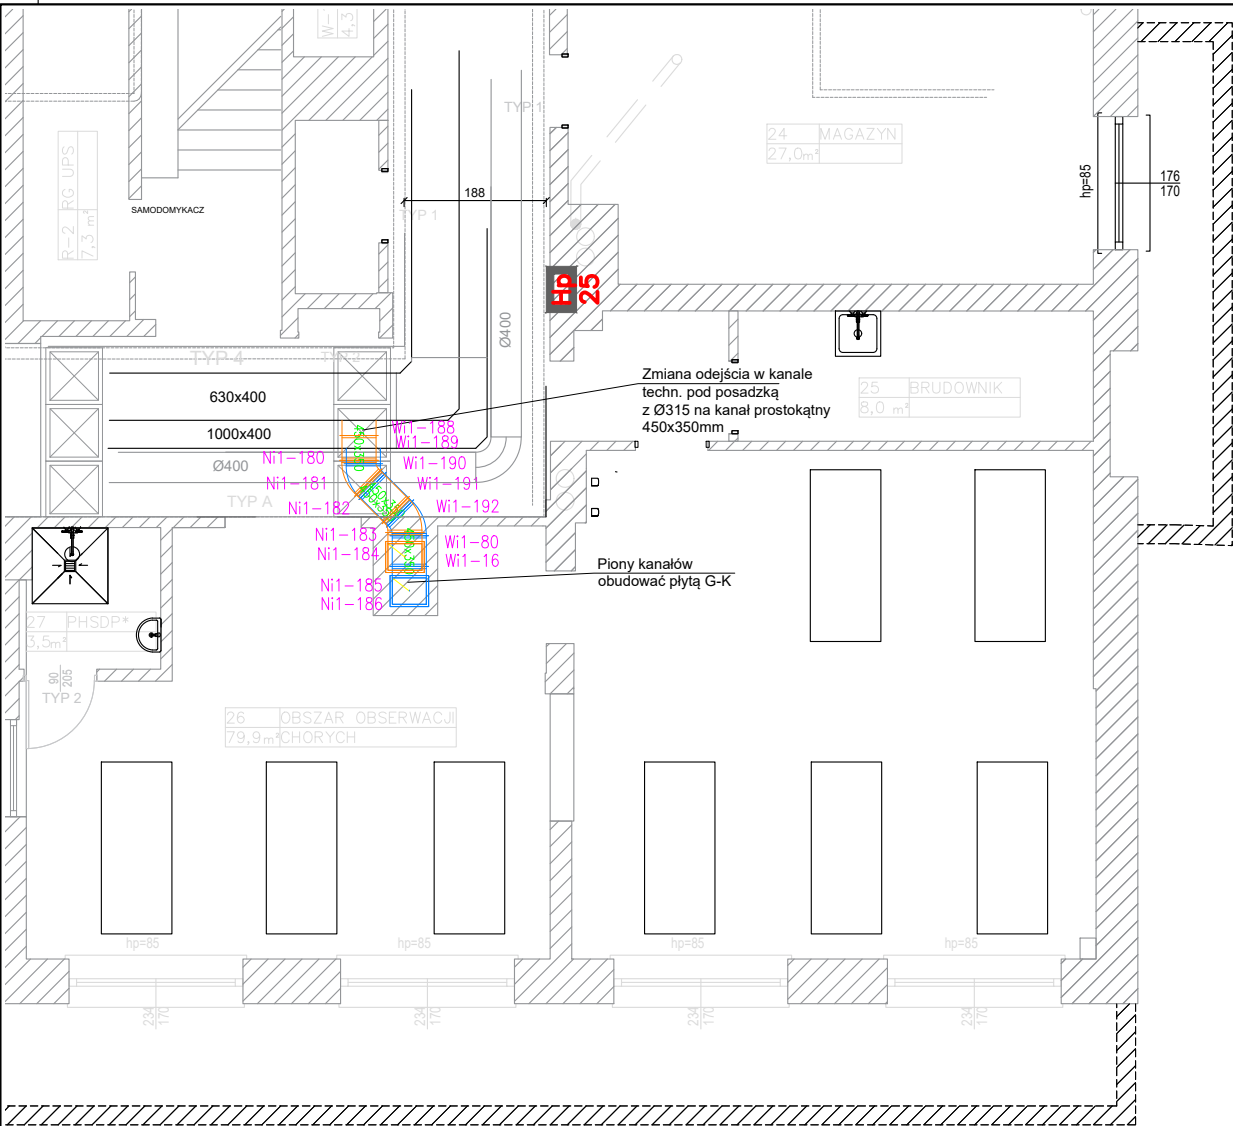 W-
4,3
TYP 1
24 MAGAZYN
27,0m²
R-2 RG UPS
7,3 m²
SAMODOMYKACZ
188
TYP 1
hp=85
176
170
Hp
25
Ø400
TYP 4
TYP 2
630x400
1000x400
Ø400
TYP A
Zmiana odejścia w kanale
techn. pod posadzką
z Ø315 na kanał prostokątny
450x350mm
25 BRUDOWNIK
8,0 m²
450x350
Wi1-188
Wi1-189
Ni1-180
Wi1-190
Ni1-181
Wi1-191
Ni1-182
Wi1-192
Ni1-183
Ni1-184
Wi1-80
Wi1-16
Ni1-185
Ni1-186
Piony kanałów
obudować płytą G-K
27 PHSDP*
3,5m²
90
205
TYP 2
26 OBSZAR OBSERWACJI
79,9m² CHORYCH
hp=85
hp=85
hp=85
hp=85
234
170
234
170
234
170
234
170